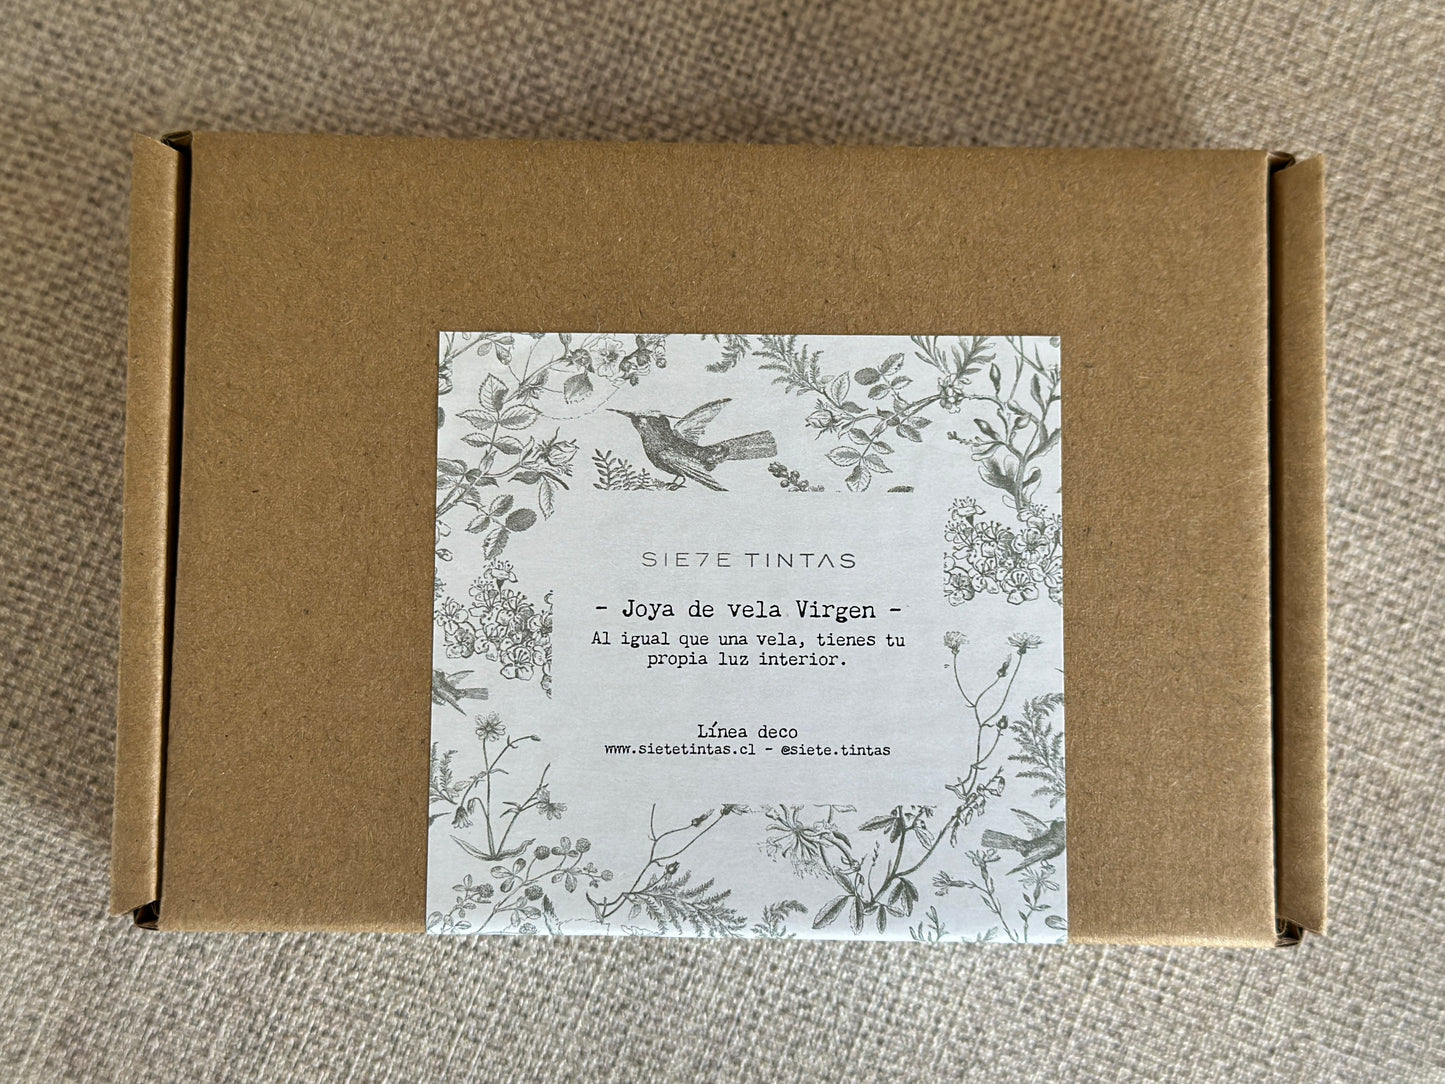 SIE7E TINTAS
- Joya de vela Virgen -
Al igual que una vela, tienes tu
propia luz interior.
Línea deco
www.sietetintas.cl - @siete.tintas